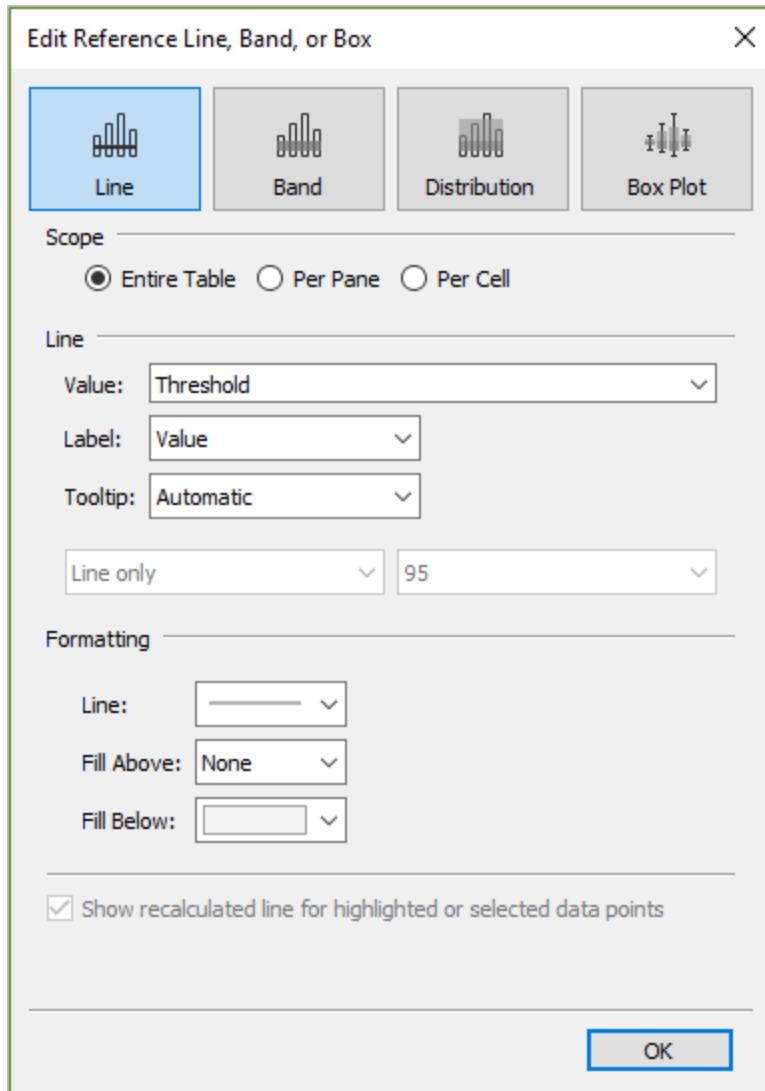 Edit Reference Line, Band, or Box
Line Band Distribution Box Plot
Scope
Entire Table Per Pane Per Cell
Line
Value: Threshold
Label: Value
Tooltip: Automatic
Line only 95
Formatting
Line:
Fill Above: None
Fill Below:
Show recalculated line for highlighted or selected data points
OK